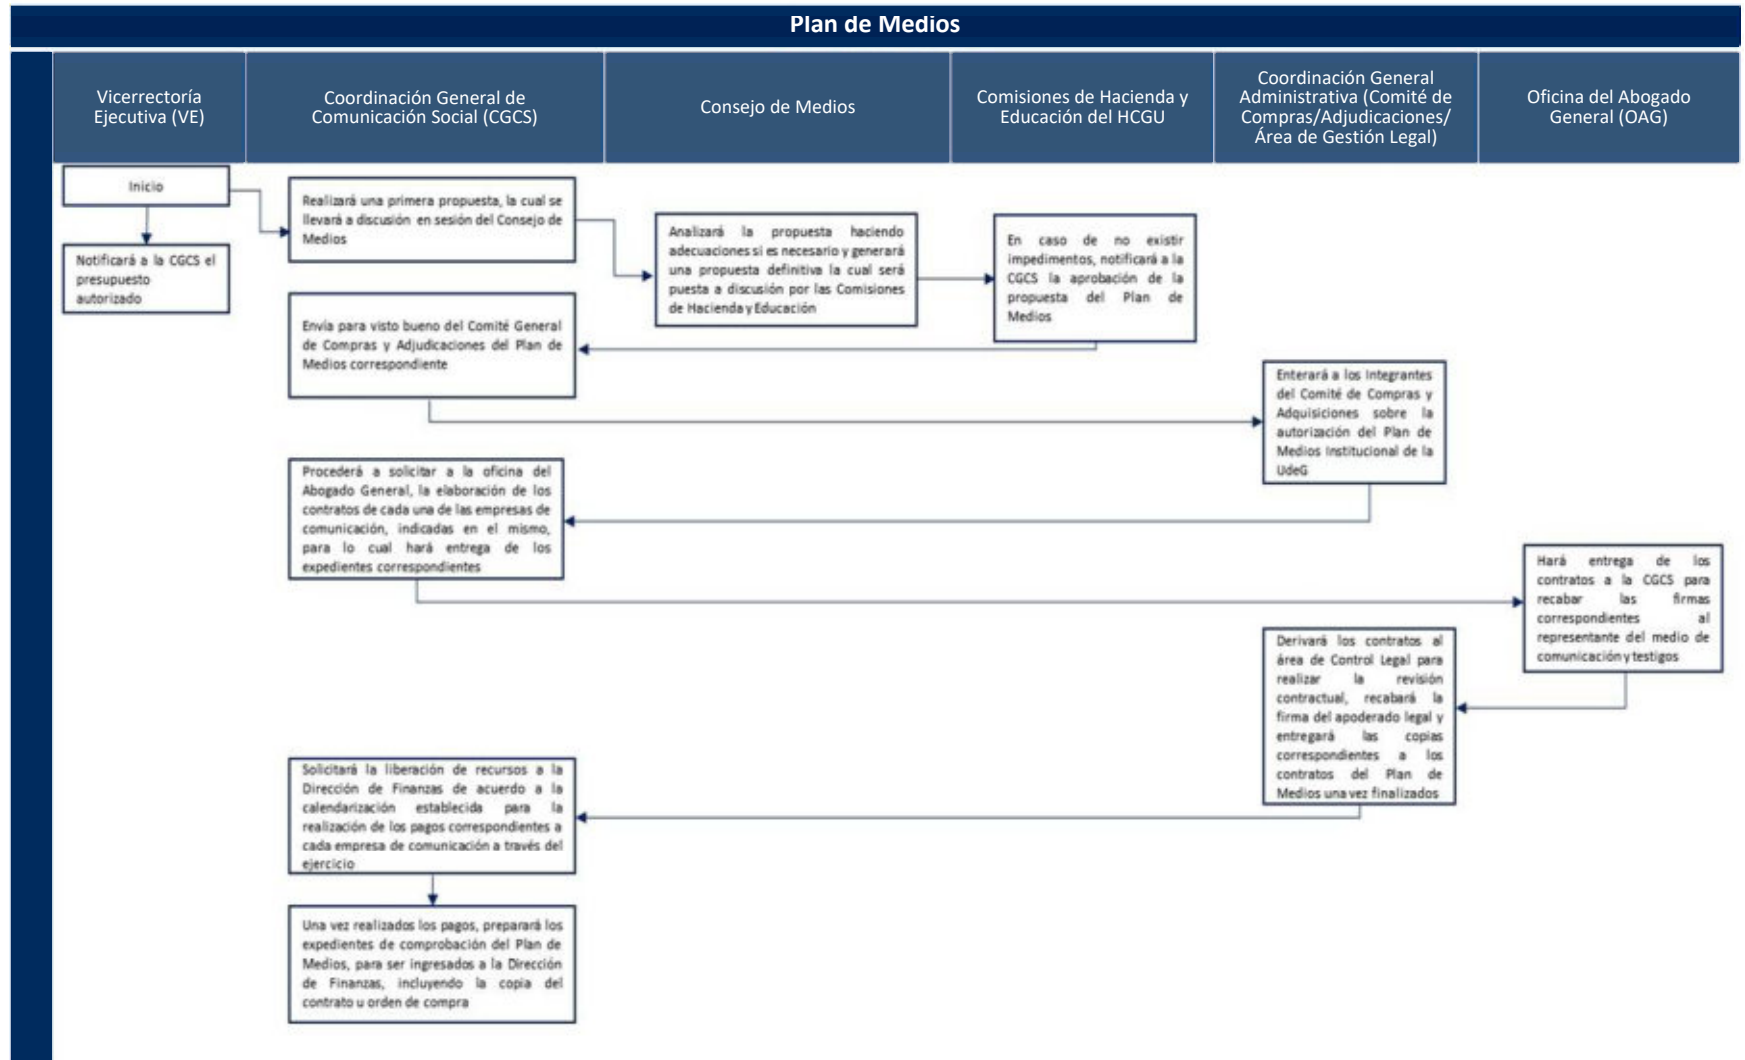 Plan de Medios
Vicerrectoría
Ejecutiva (VE)
Coordinación General de
Comunicación Social (CGCS)
Consejo de Medios
Comisiones de Hacienda y
Educación del HCGU
Coordinación General
Administrativa (Comité de
Compras/Adjudicaciones/
Área de Gestión Legal)
Oficina del Abogado
General (OAG)
Inicio
Notificará a la CGCS el
presupuesto
autorizado
Realizará una primera propuesta, la cual se
llevará a discusión en sesión del Consejo de
Medios
Analizará la propuesta haciendo
adecuaciones si es necesario y generará
una propuesta definitiva la cual será
puesta a discusión por las Comisiones
de Hacienda y Educación
En caso de no existir
impedimentos, notificará a la
CGCS la aprobación de la
propuesta del Plan de
Medios
Envía para visto bueno del Comité General
de Compras y Adjudicaciones del Plan de
Medios correspondiente
Enterará a los Integrantes
del Comité de Compras y
Adquisiciones sobre la
autorización del Plan de
Medios Institucional de la
UdeG
Procederá a solicitar a la oficina del
Abogado General, la elaboración de los
contratos de cada una de las empresas de
comunicación, indicadas en el mismo,
para lo cual hará entrega de los
expedientes correspondientes
Hará entrega de los
contratos a la CGCS para
recabar las firmas
correspondientes al
representante del medio de
comunicación y testigos
Derivará los contratos al
área de Control Legal para
realizar la revisión
contractual, recabará la
firma del apoderado legal y
entregará las copias
correspondientes a los
contratos del Plan de
Medios una vez finalizados
Solicitará la liberación de recursos a la
Dirección de Finanzas de acuerdo a la
calendarización establecida para la
realización de los pagos correspondientes a
cada empresa de comunicación a través del
ejercicio
Una vez realizados los pagos, preparará los
expedientes de comprobación del Plan de
Medios, para ser ingresados a la Dirección
de Finanzas, incluyendo la copia del
contrato u orden de compra